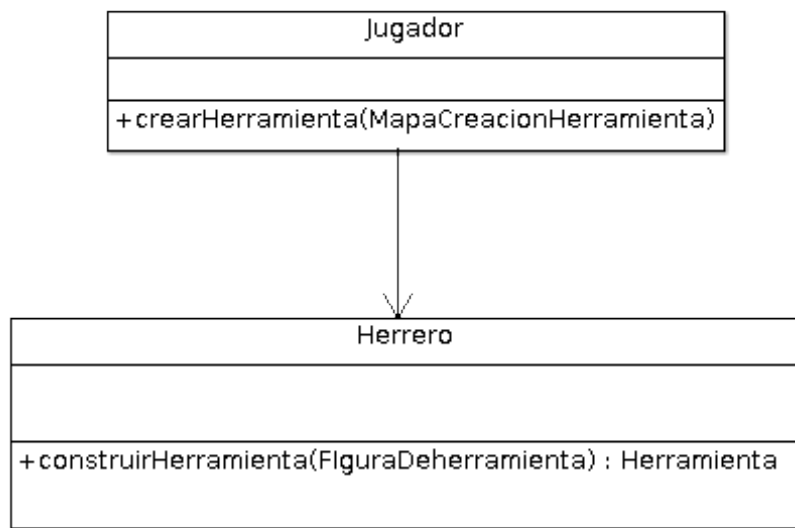 Jugador
+crearHerramienta(MapaCreacionHerramienta)
Herrero
+construirHerramienta(FIguraDeherramienta) : Herramienta